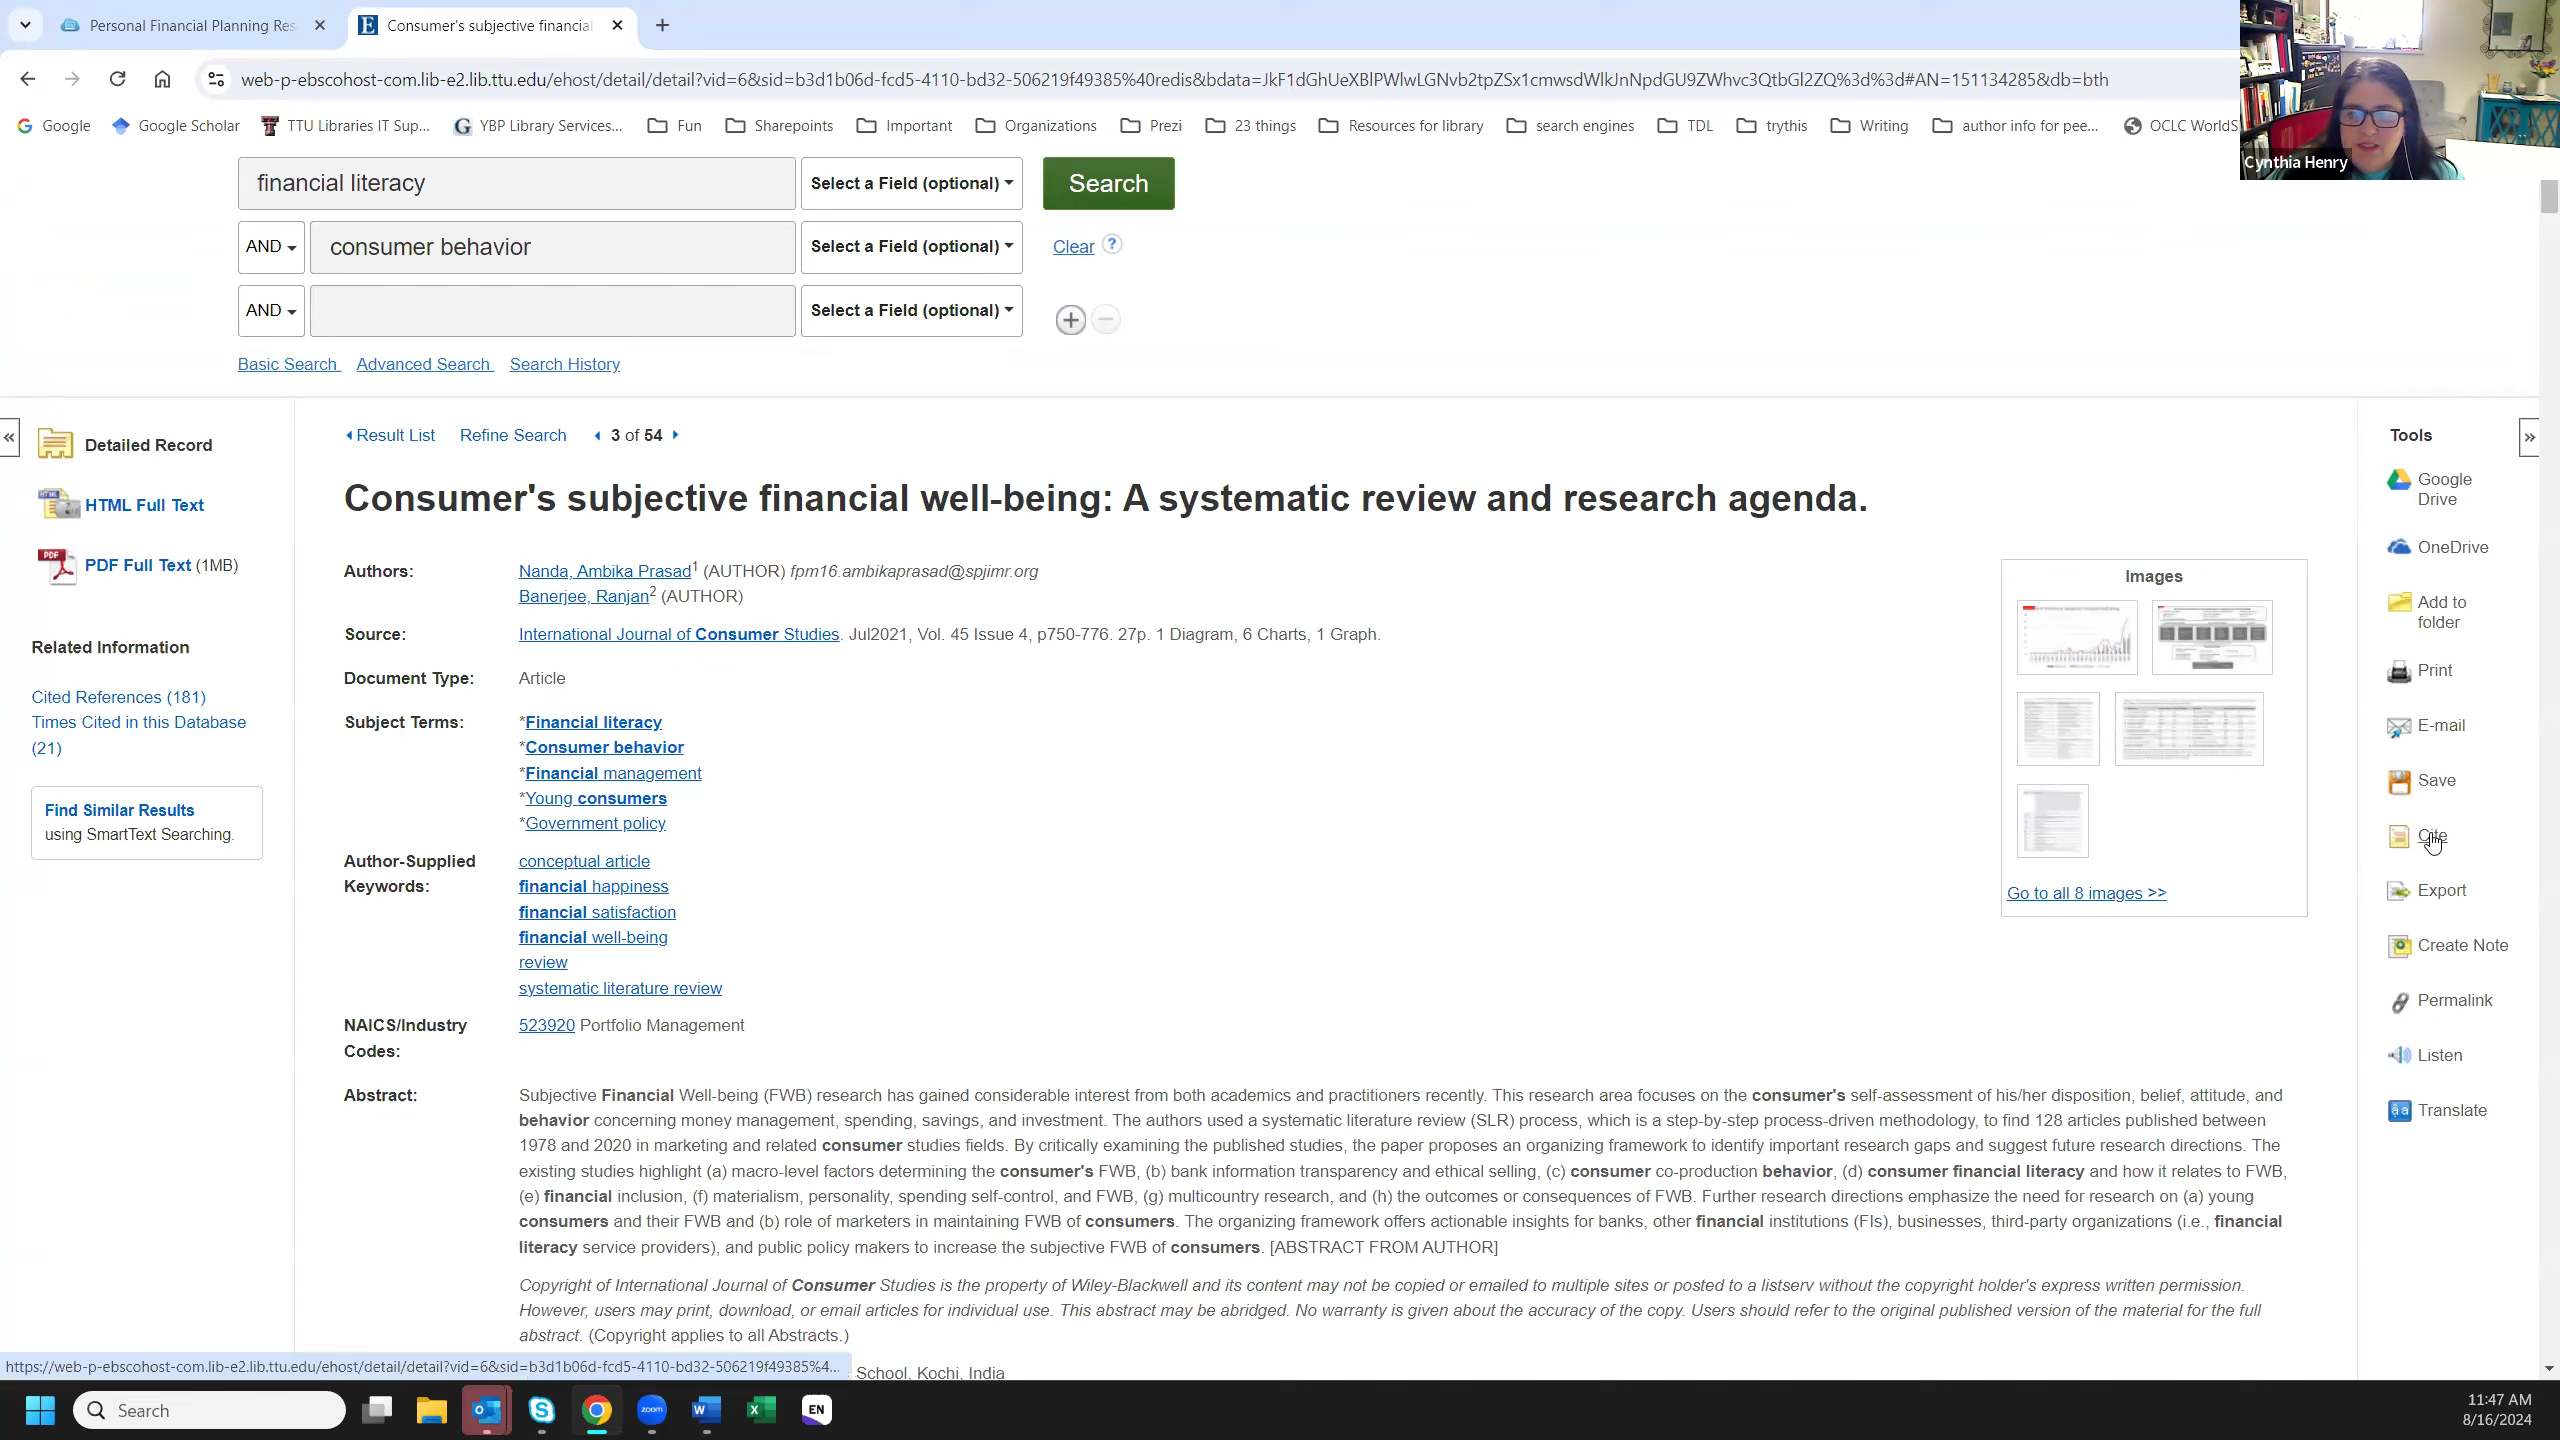 Personal Financial Planning Res
Consumer's subjective financial
web-p-ebscohost-com.lib-e2.lib.ttu.edu/ehost/detail/detail?vid=6&sid=b3d1b06d-fcd5-4110-bd32-506219f49385%40redis&bdata=JkF1dGhUeXBlPWlwLGNvb2tpZSx1cmwsdWlkJnNpdGU9ZWhvc3QtbGl2ZQ%3d%3d#AN=151134285&db=bth
Google
Google Scholar
TTU Libraries IT Sup...
YBP Library Services...
Fun
Sharepoints
Important
Organizations
Prezi
23 things
Resources for library
search engines
TDL
trythis
Writing
author info for pee...
OCLC WorldS
Cynthia Henry
financial literacy
Select a Field (optional)
Search
AND
consumer behavior
Select a Field (optional)
Clear
AND
Select a Field (optional)
Basic Search
Advanced Search
Search History
Detailed Record
HTML Full Text
PDF Full Text (1MB)
Related Information
Cited References (181)
Times Cited in this Database
(21)
Find Similar Results
using SmartText Searching.
Result List
Refine Search
3 of 54
Consumer's subjective financial well-being: A systematic review and research agenda.
Authors:
Nanda, Ambika Prasad1 (AUTHOR) fpm16.ambikaprasad@spjimr.org
Banerjee, Ranjan2 (AUTHOR)
Source:
International Journal of Consumer Studies. Jul2021, Vol. 45 Issue 4, p750-776. 27p. 1 Diagram, 6 Charts, 1 Graph.
Document Type:
Article
Subject Terms:
*Financial literacy
*Consumer behavior
*Financial management
*Young consumers
*Government policy
Author-Supplied
Keywords:
conceptual article
financial happiness
financial satisfaction
financial well-being
review
systematic literature review
NAICS/Industry
Codes:
523920 Portfolio Management
Abstract:
Subjective Financial Well-being (FWB) research has gained considerable interest from both academics and practitioners recently. This research area focuses on the consumer's self-assessment of his/her disposition, belief, attitude, and
behavior concerning money management, spending, savings, and investment. The authors used a systematic literature review (SLR) process, which is a step-by-step process-driven methodology, to find 128 articles published between
1978 and 2020 in marketing and related consumer studies fields. By critically examining the published studies, the paper proposes an organizing framework to identify important research gaps and suggest future research directions. The
existing studies highlight (a) macro-level factors determining the consumer's FWB, (b) bank information transparency and ethical selling, (c) consumer co-production behavior, (d) consumer financial literacy and how it relates to FWB,
(e) financial inclusion, (f) materialism, personality, spending self-control, and FWB, (g) multicountry research, and (h) the outcomes or consequences of FWB. Further research directions emphasize the need for research on (a) young
consumers and their FWB and (b) role of marketers in maintaining FWB of consumers. The organizing framework offers actionable insights for banks, other financial institutions (FIs), businesses, third-party organizations (i.e., financial
literacy service providers), and public policy makers to increase the subjective FWB of consumers. [ABSTRACT FROM AUTHOR]
Copyright of International Journal of Consumer Studies is the property of Wiley-Blackwell and its content may not be copied or emailed to multiple sites or posted to a listserv without the copyright holder's express written permission.
However, users may print, download, or email articles for individual use. This abstract may be abridged. No warranty is given about the accuracy of the copy. Users should refer to the original published version of the material for the full
abstract. (Copyright applies to all Abstracts.)
School, Kochi, India
Images
Go to all 8 images >>
Tools
Google
Drive
OneDrive
Add to
folder
Print
E-mail
Save
Cite
Export
Create Note
Permalink
Listen
Translate
https://web-p-ebscohost-com.lib-e2.lib.ttu.edu/ehost/detail/detail?vid=6&sid=b3d1b06d-fcd5-4110-bd32-506219f49385%4...
Search
zoom
EN
11:47 AM
8/16/2024